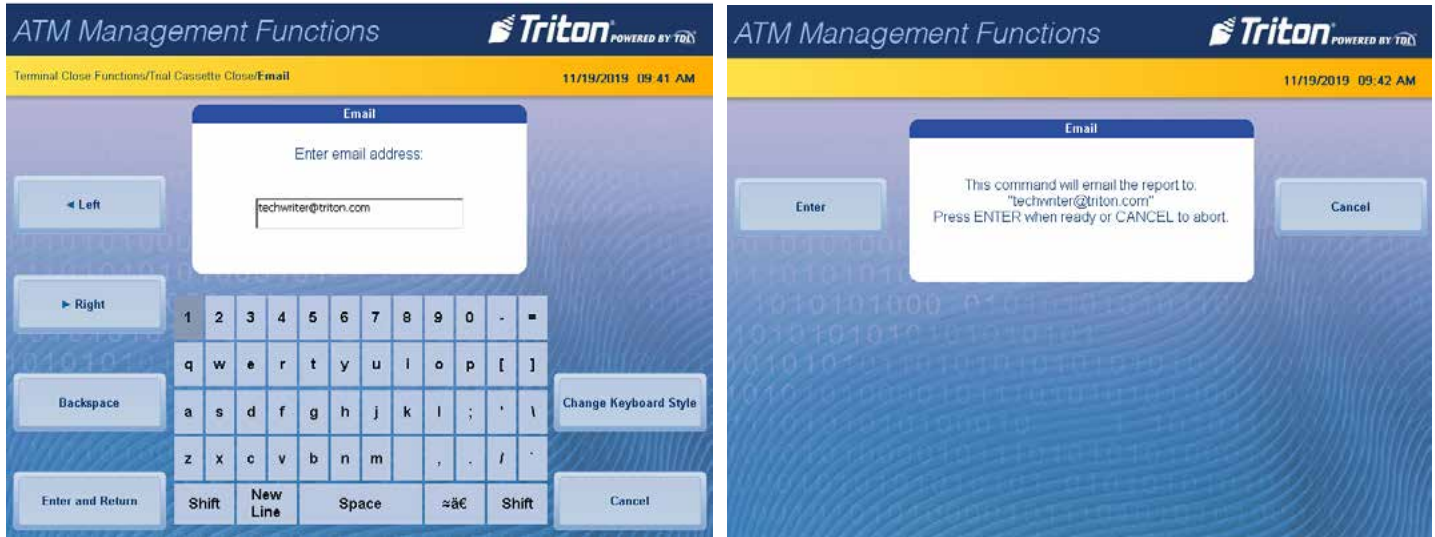 ATM Management Functions
Triton POWERED BY TDL
Terminal Close Functions/Trial Cassette Close/Email
11/19/2019 09:41 AM
Email
Enter email address:
◄ Left
techwriter@triton.com
► Right
1 2 3 4 5 6 7 8 9 0 - =
q w e r t y u i o p [ ]
Backspace
a s d f g h j k l ; ' \
Change Keyboard Style
z x c v b n m , . / `
Enter and Return
Shift New Line Space ≈ä€ Shift
Cancel
ATM Management Functions
Triton POWERED BY TDL
11/19/2019 09:42 AM
Email
This command will email the report to:
"techwriter@triton.com"
Press ENTER when ready or CANCEL to abort.
Enter
Cancel